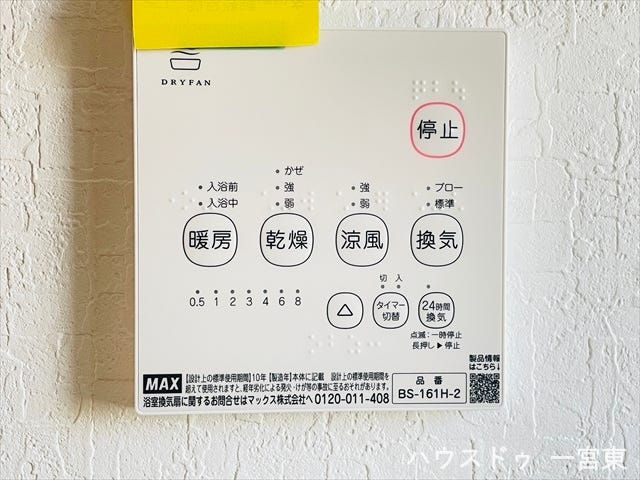 DRYFAN
停止
かぜ
入浴前 強 強 ブロー
入浴中 弱 弱 標準
暖房 乾燥 涼風 換気
切 入
0.5 1 2 3 4 6 8
△ タイマー切替 24時間換気
点滅：一時停止
長押し▶停止
製品情報
はこちら↓
MAX
【設計上の標準使用期間】10年【製造年】本体に記載 設計上の標準使用期間を
超えて使用されますと、経年劣化による発火・けが等の事故に至るおそれがあります。
浴室換気扇に関するお問合せはマックス株式会社へ 0120-011-408
品番
BS-161H-2
ハウスドゥ 一宮東